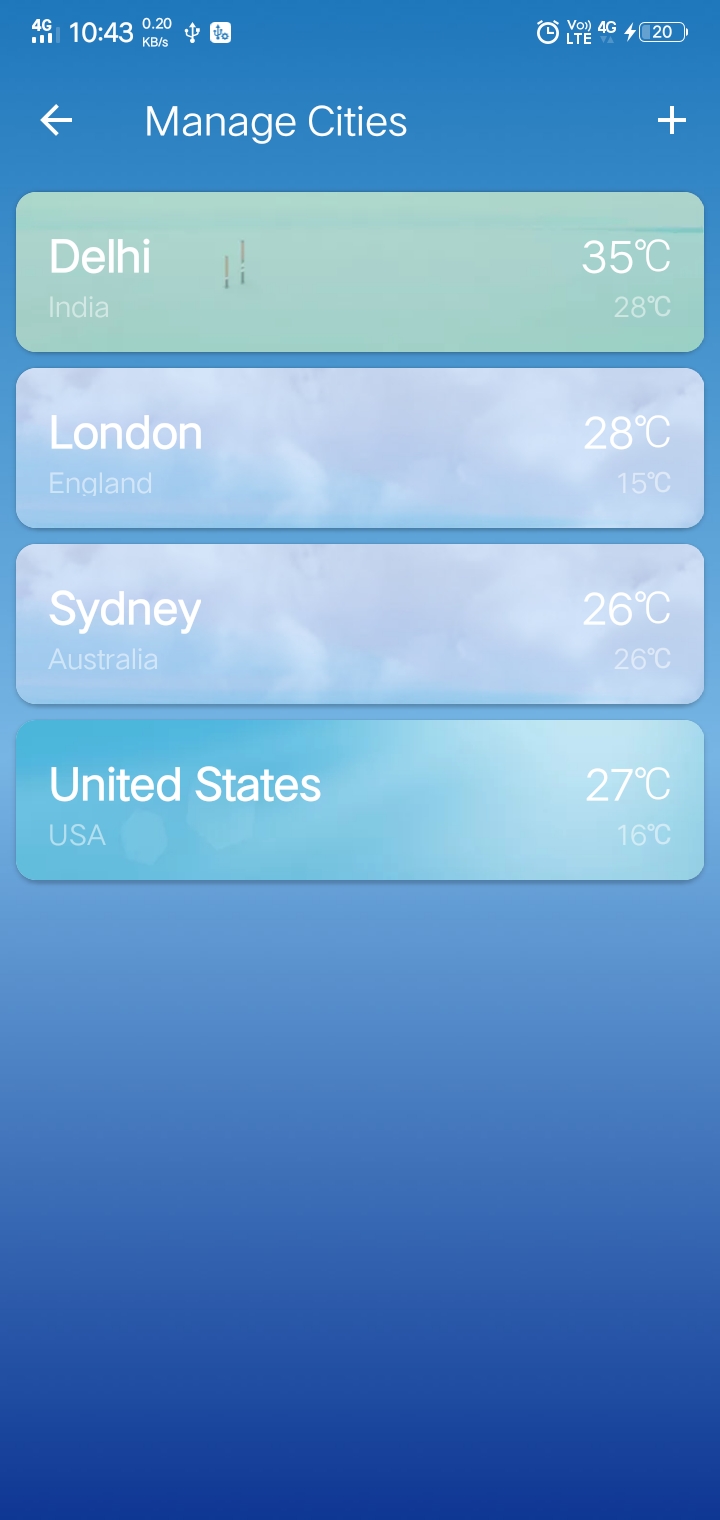 4G 10:43 0.20 KB/s Vo)) LTE 4G 20
Manage Cities
Delhi 35℃
India 28℃
London 28℃
England 15℃
Sydney 26℃
Australia 26℃
United States 27℃
USA 16℃